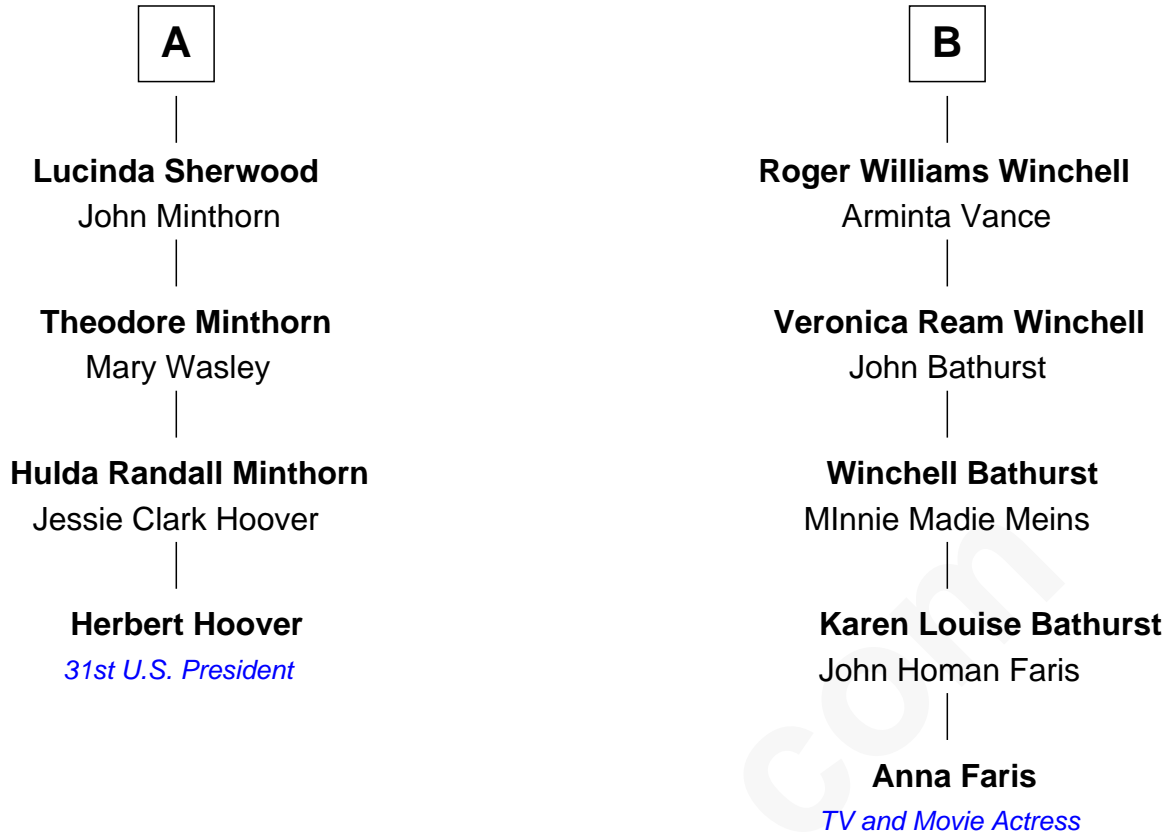 A
Lucinda Sherwood
John Minthorn
Theodore Minthorn
Mary Wasley
Hulda Randall Minthorn
Jessie Clark Hoover
Herbert Hoover
31st U.S. President
B
Roger Williams Winchell
Arminta Vance
Veronica Ream Winchell
John Bathurst
Winchell Bathurst
MInnie Madie Meins
Karen Louise Bathurst
John Homan Faris
Anna Faris
TV and Movie Actress
com